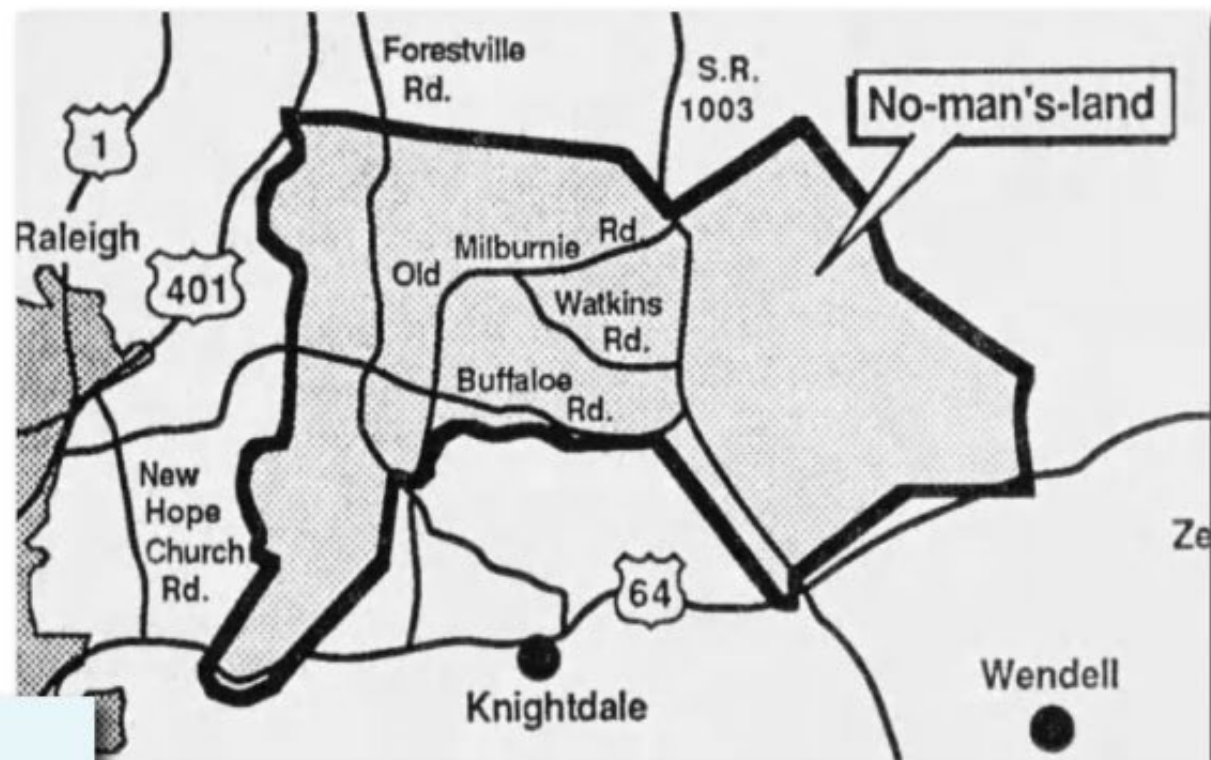 Forestville
Rd.
S.R.
1003
No-man's-land
1
Raleigh
401
Old Milburnie Rd.
Watkins
Rd.
Buffaloe
Rd.
New
Hope
Church
Rd.
64
Ze
Knightdale
Wendell